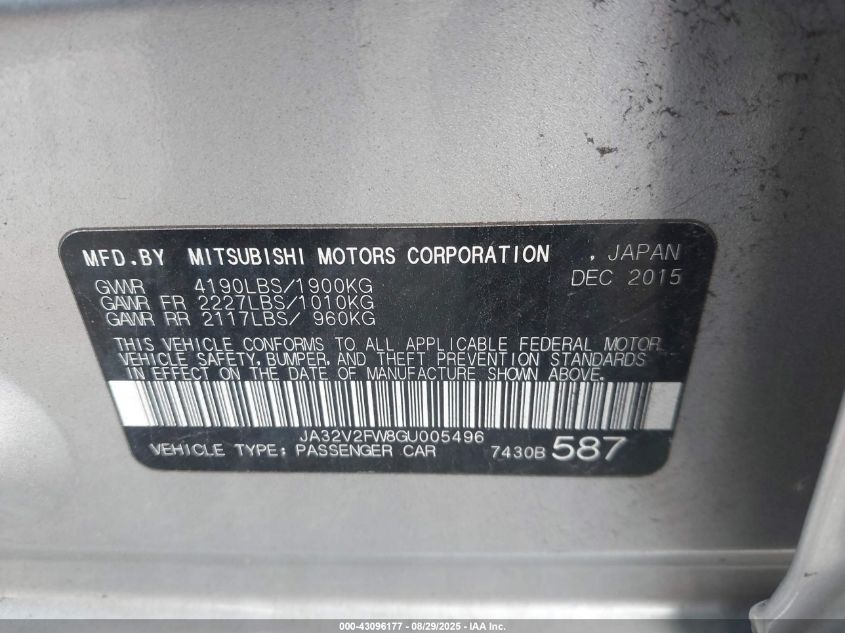 MFD.BY MITSUBISHI MOTORS CORPORATION , JAPAN
DEC 2015
GVWR 4190LBS/1900KG
GAWR FR 2227LBS/1010KG
GAWR RR 2117LBS/ 960KG
THIS VEHICLE CONFORMS TO ALL APPLICABLE FEDERAL MOTOR
VEHICLE SAFETY, BUMPER, AND THEFT PREVENTION STANDARDS
IN EFFECT ON THE DATE OF MANUFACTURE SHOWN ABOVE.
JA32V2FW8GU005496
VEHICLE TYPE: PASSENGER CAR 7430B 587
000-43096177 - 08/29/2025 - IAA Inc.